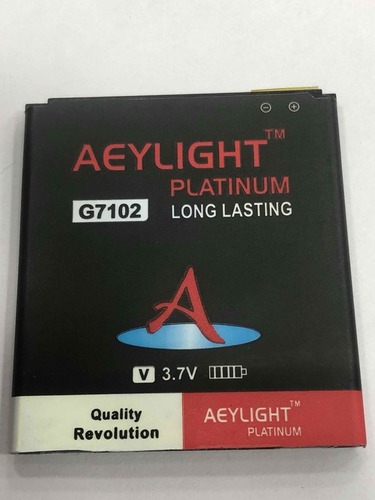 AEYLIGHT™
PLATINUM
G7102 LONG LASTING
A
V 3.7V
Quality
Revolution
AEYLIGHT™
PLATINUM